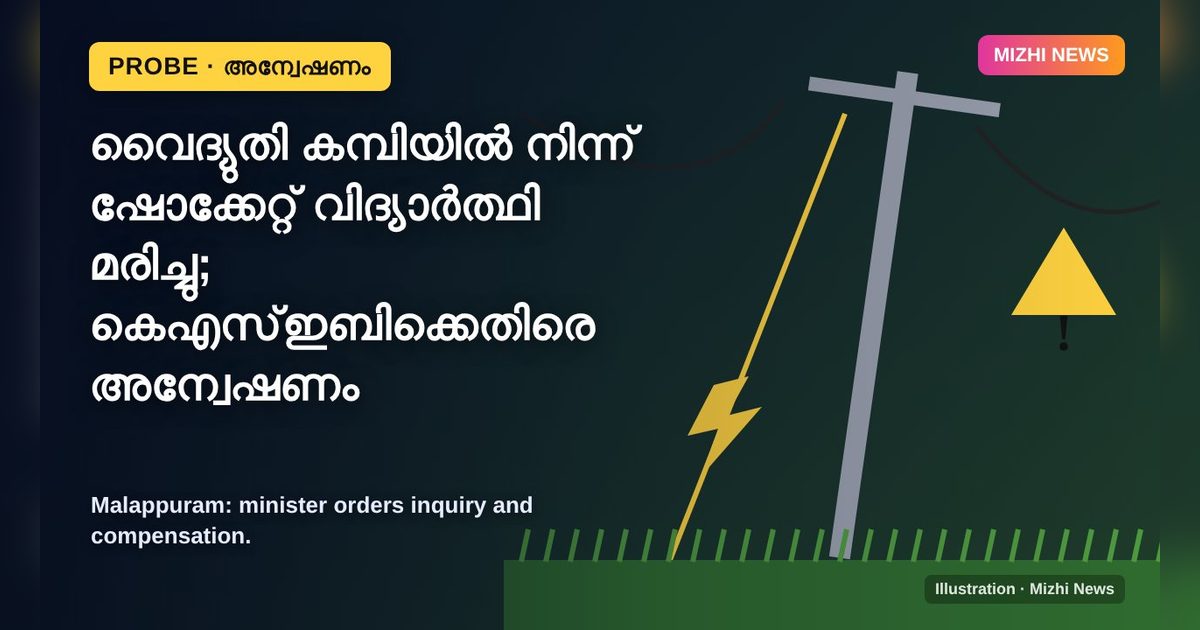 PROBE · അന്വേഷണം
MIZHI NEWS
വൈദ്യുതി കമ്പിയിൽ നിന്ന്
ഷോക്കേറ്റ് വിദ്യാർത്ഥി
മരിച്ചു;
കെഎസ്ഇബിക്കെതിരെ
അന്വേഷണം
Malappuram: minister orders inquiry and
compensation.
Illustration · Mizhi News